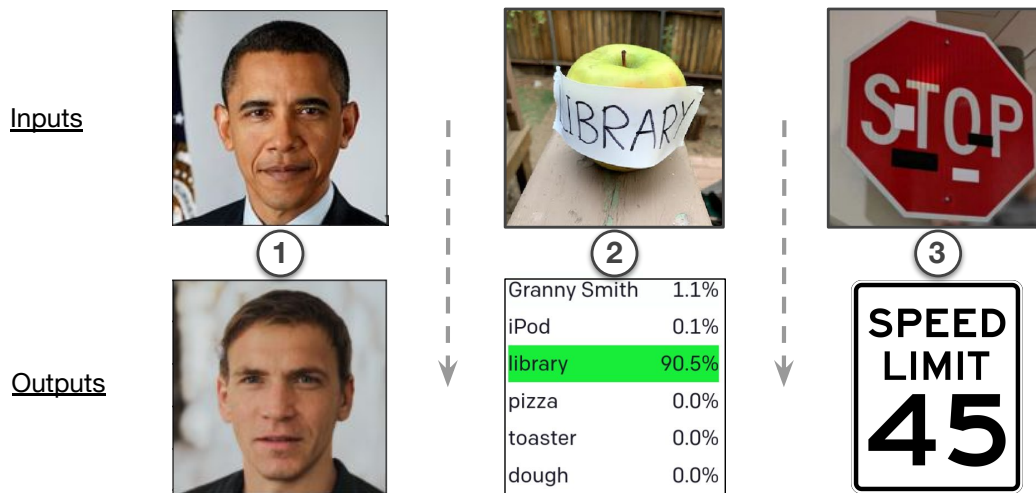 Inputs
LIBRARY
STOP
1
2
3
Outputs
Granny Smith 1.1%
iPod 0.1%
library 90.5%
pizza 0.0%
toaster 0.0%
dough 0.0%
SPEED
LIMIT
45